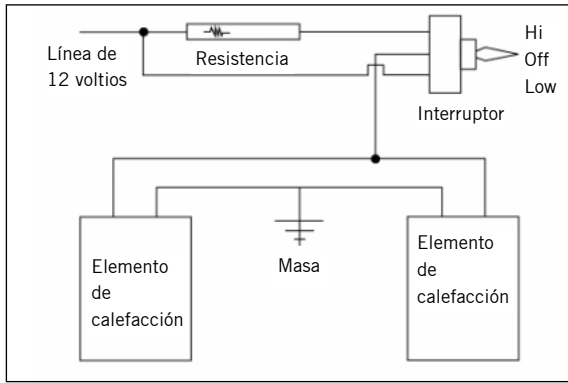 Línea de
12 voltios
Resistencia
Hi
Off
Low
Interruptor
Masa
Elemento
de
calefacción
Elemento
de
calefacción